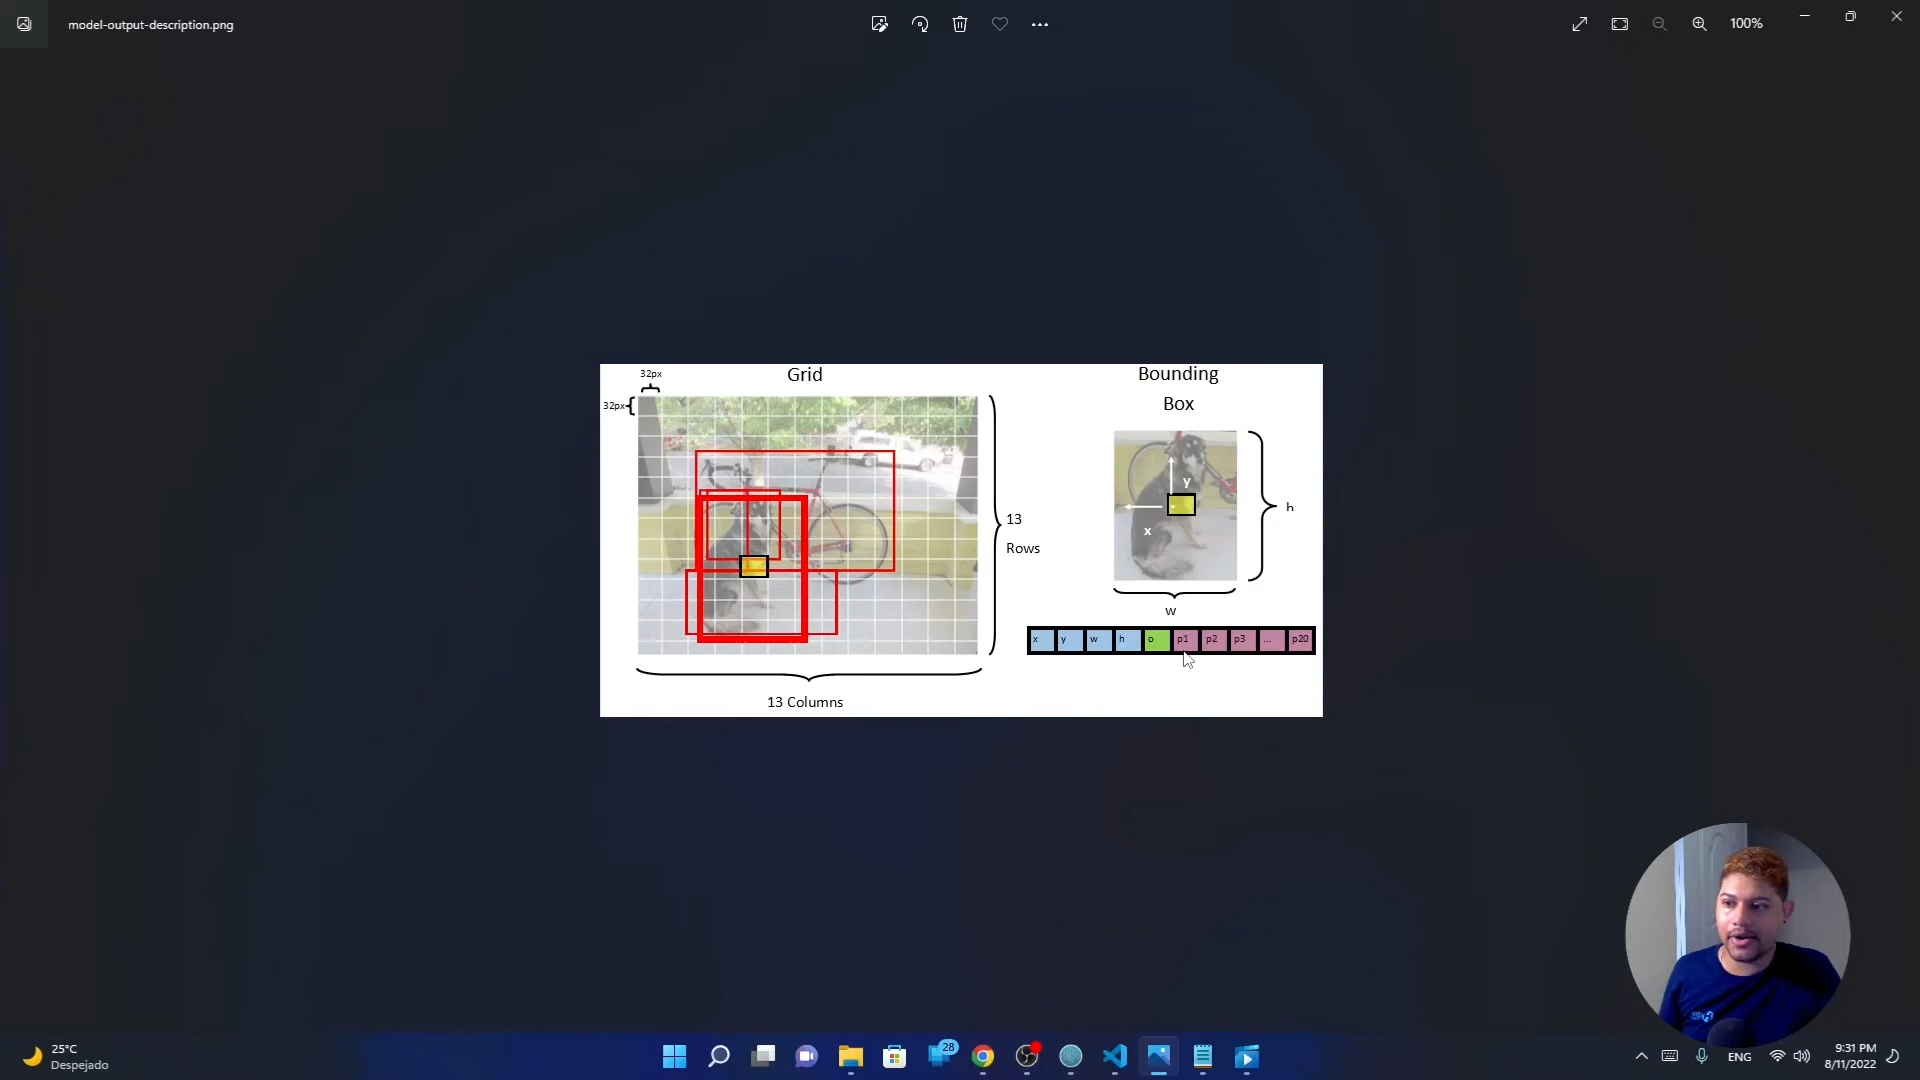 model-output-description.png
100%
32px
Grid
32px
13
Rows
13 Columns
Bounding
Box
y
x
h
w
x y w h o p1 p2 p3 ... p20
28
25°C
Despejado
ENG
9:31 PM
8/11/2022